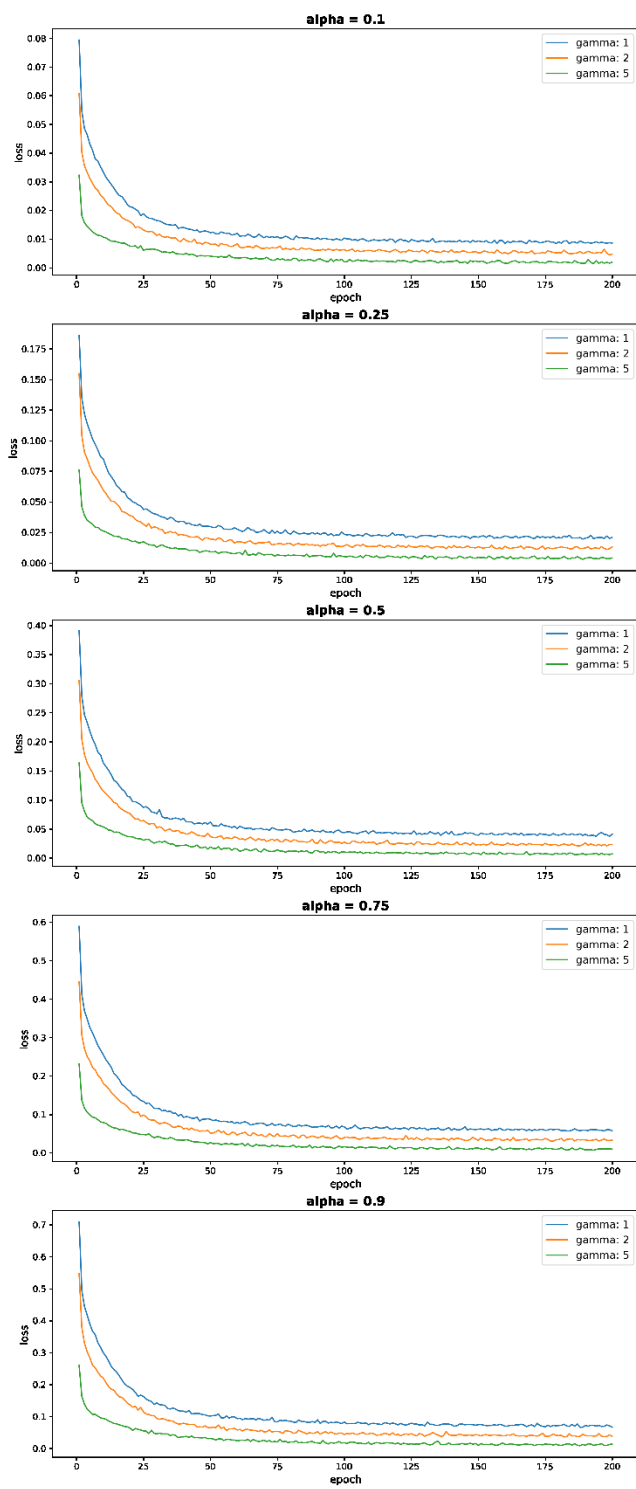 alpha = 0.1
loss
0.08
0.07
0.06
0.05
0.04
0.03
0.02
0.01
0.00
gamma: 1
gamma: 2
gamma: 5
0 25 50 75 100 125 150 175 200
epoch
alpha = 0.25
loss
0.175
0.150
0.125
0.100
0.075
0.050
0.025
0.000
gamma: 1
gamma: 2
gamma: 5
0 25 50 75 100 125 150 175 200
epoch
alpha = 0.5
loss
0.40
0.35
0.30
0.25
0.20
0.15
0.10
0.05
0.00
gamma: 1
gamma: 2
gamma: 5
0 25 50 75 100 125 150 175 200
epoch
alpha = 0.75
loss
0.6
0.5
0.4
0.3
0.2
0.1
0.0
gamma: 1
gamma: 2
gamma: 5
0 25 50 75 100 125 150 175 200
epoch
alpha = 0.9
loss
0.7
0.6
0.5
0.4
0.3
0.2
0.1
0.0
gamma: 1
gamma: 2
gamma: 5
0 25 50 75 100 125 150 175 200
epoch